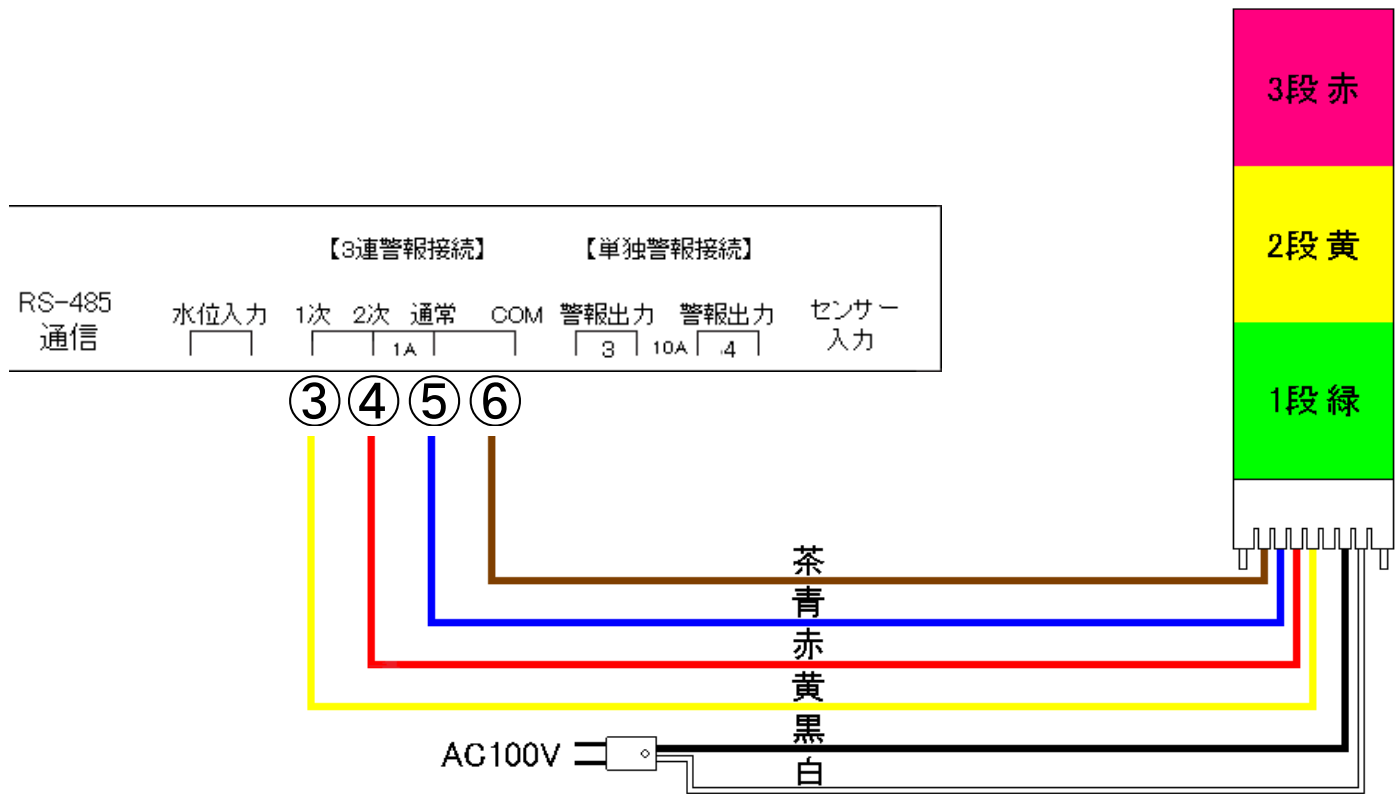 3段 赤
2段 黄
1段 緑
【3連警報接続】 【単独警報接続】
RS-485
通信
水位入力 1次 2次 通常 COM 警報出力 警報出力
センサー
入力
1A 3 10A 4
③ ④ ⑤ ⑥
茶
青
赤
黄
黒
AC100V
白